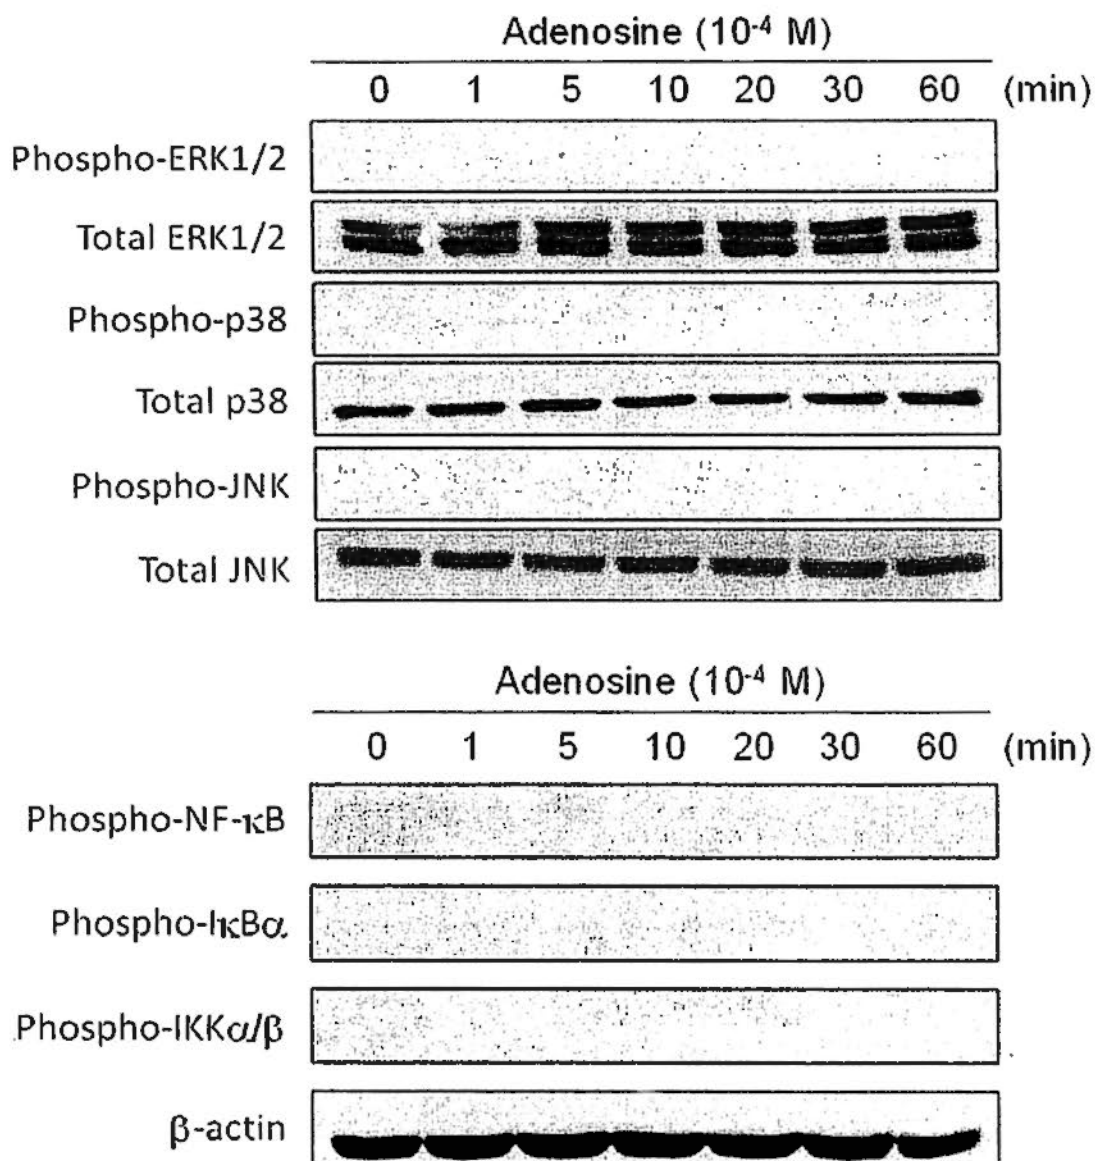 Adenosine (10-4 M)
0 1 5 10 20 30 60 (min)
Phospho-ERK1/2
Total ERK1/2
Phospho-p38
Total p38
Phospho-JNK
Total JNK
Adenosine (10-4 M)
0 1 5 10 20 30 60 (min)
Phospho-NF-κB
Phospho-IκBα
Phospho-IKKα/β
β-actin